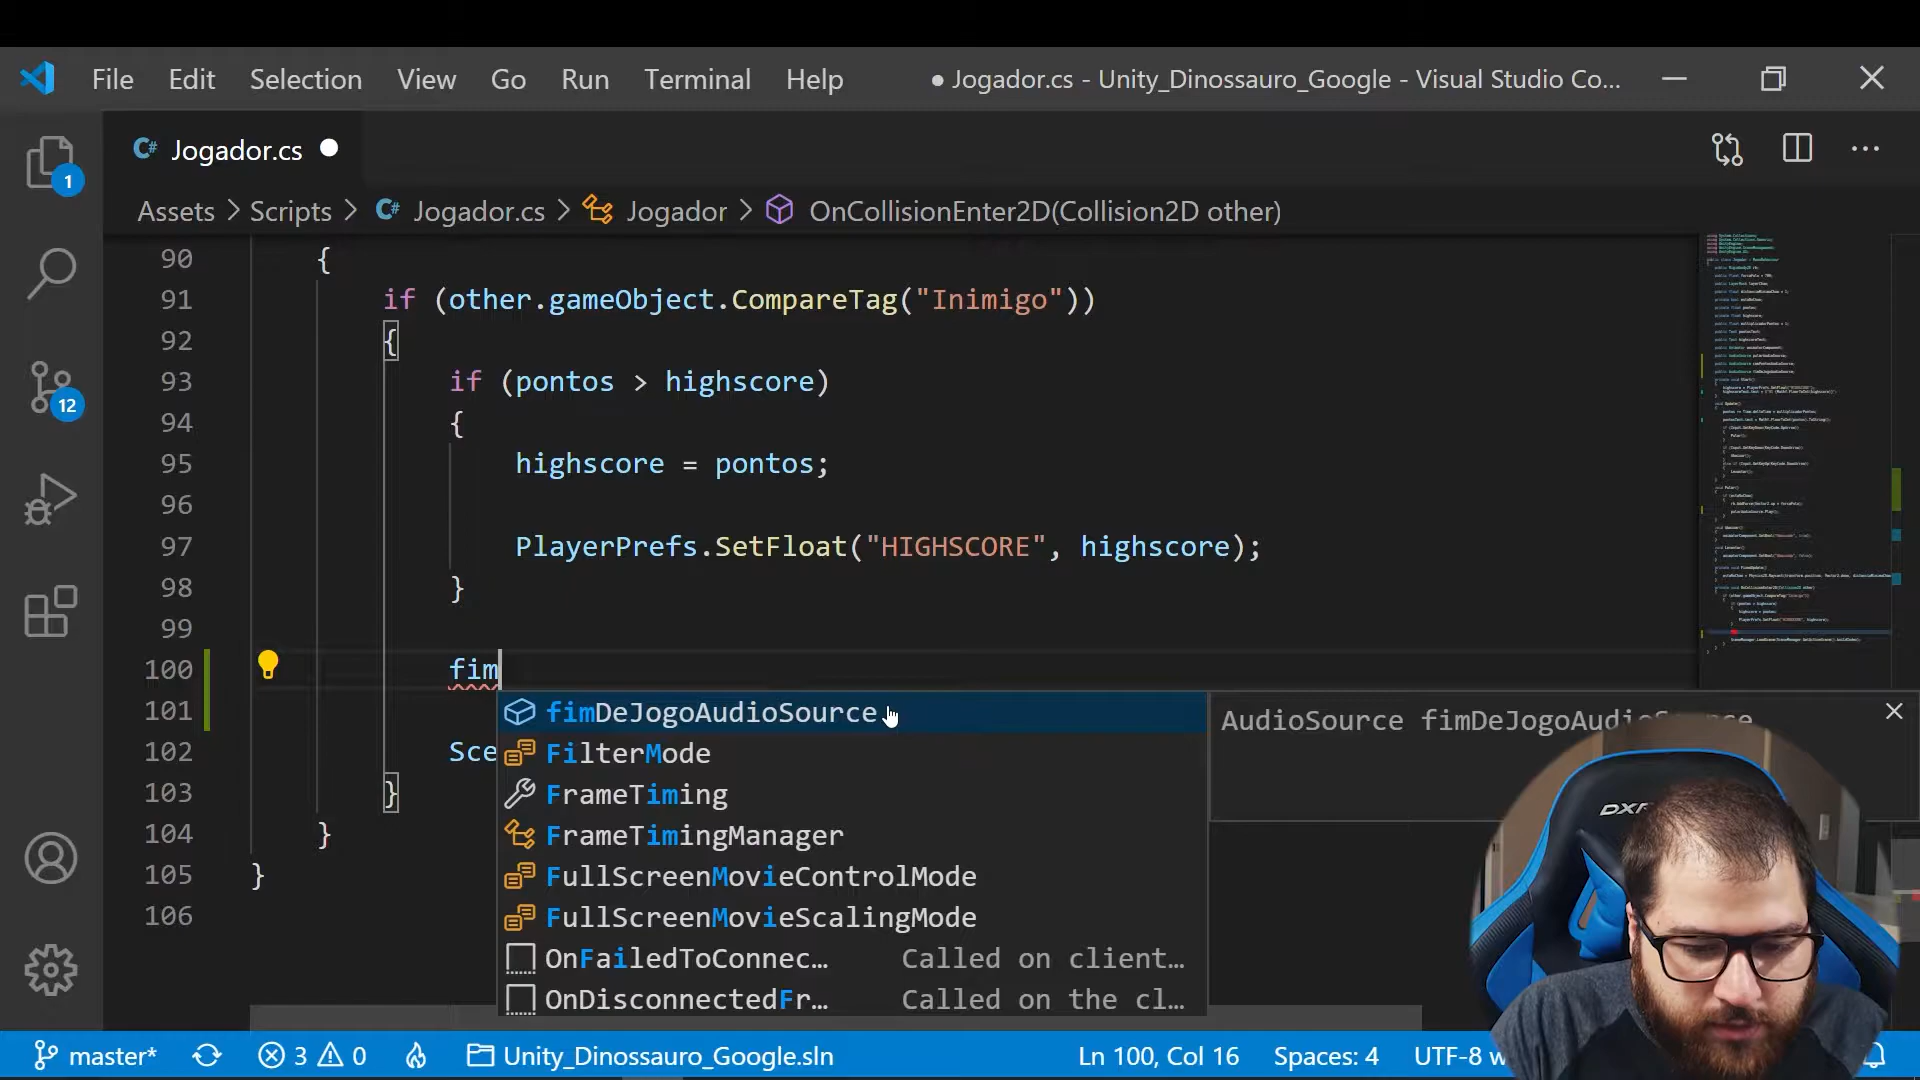 File Edit Selection View Go Run Terminal Help ● Jogador.cs - Unity_Dinossauro_Google - Visual Studio Co...
1
12
C# Jogador.cs
Assets > Scripts > C# Jogador.cs > Jogador > OnCollisionEnter2D(Collision2D other)
90 {
91 if (other.gameObject.CompareTag("Inimigo"))
92 {
93 if (pontos > highscore)
94 {
95 highscore = pontos;
96
97 PlayerPrefs.SetFloat("HIGHSCORE", highscore);
98 }
99
100 fim
101
102 Sce
103 }
104 }
105 }
106
fimDeJogoAudioSource
FilterMode
FrameTiming
FrameTimingManager
FullScreenMovieControlMode
FullScreenMovieScalingMode
OnFailedToConnec... Called on client...
OnDisconnectedFr... Called on the cl...
AudioSource fimDeJogoAudioSource
master* 3 0 Unity_Dinossauro_Google.sln Ln 100, Col 16 Spaces: 4 UTF-8 w